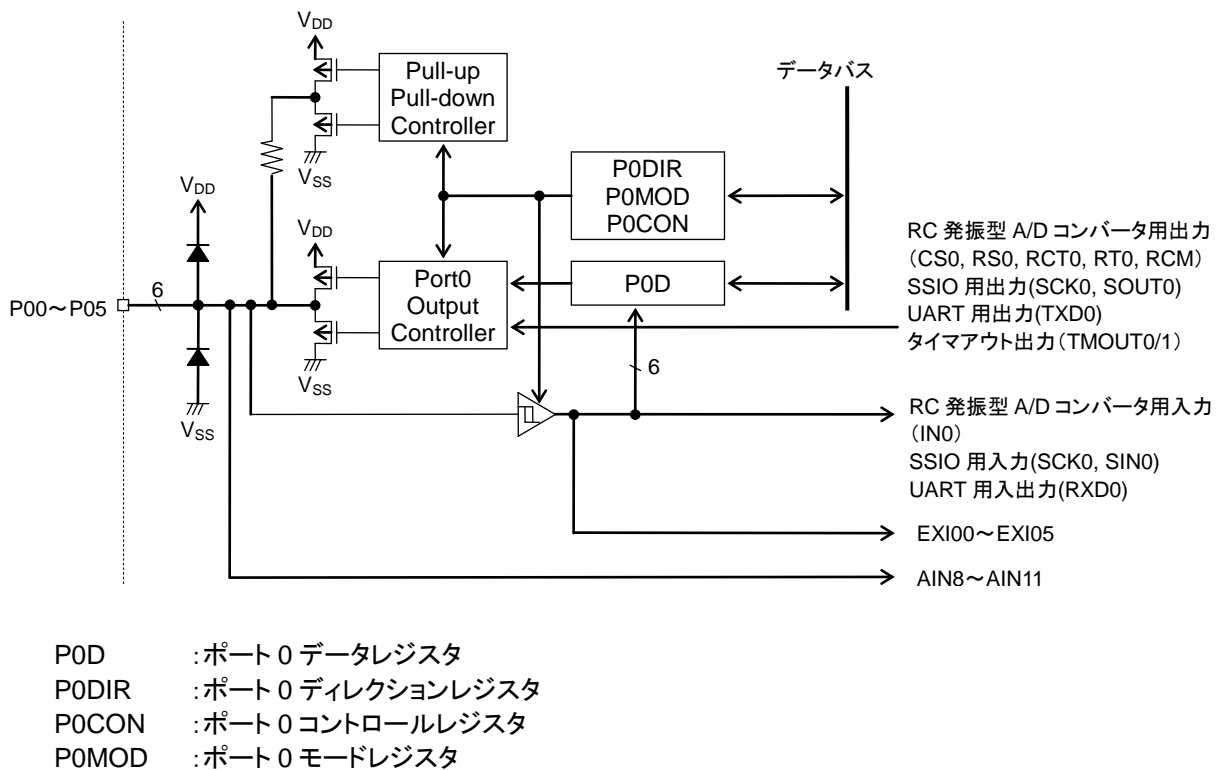 VDD
Pull-up
Pull-down
Controller
VSS
データバス
P0DIR
P0MOD
P0CON
VDD
VDD
Port0
Output
Controller
P0D
RC 発振型 A/D コンバータ用出力
(CS0, RS0, RCT0, RT0, RCM)
SSIO 用出力(SCK0, SOUT0)
UART 用出力(TXD0)
タイマアウト出力(TMOUT0/1)
P00～P05
6
VSS
VSS
6
RC 発振型 A/D コンバータ用入力
(IN0)
SSIO 用入力(SCK0, SIN0)
UART 用入出力(RXD0)
EXI00～EXI05
AIN8～AIN11
P0D :ポート 0 データレジスタ
P0DIR :ポート 0 ディレクションレジスタ
P0CON :ポート 0 コントロールレジスタ
P0MOD :ポート 0 モードレジスタ